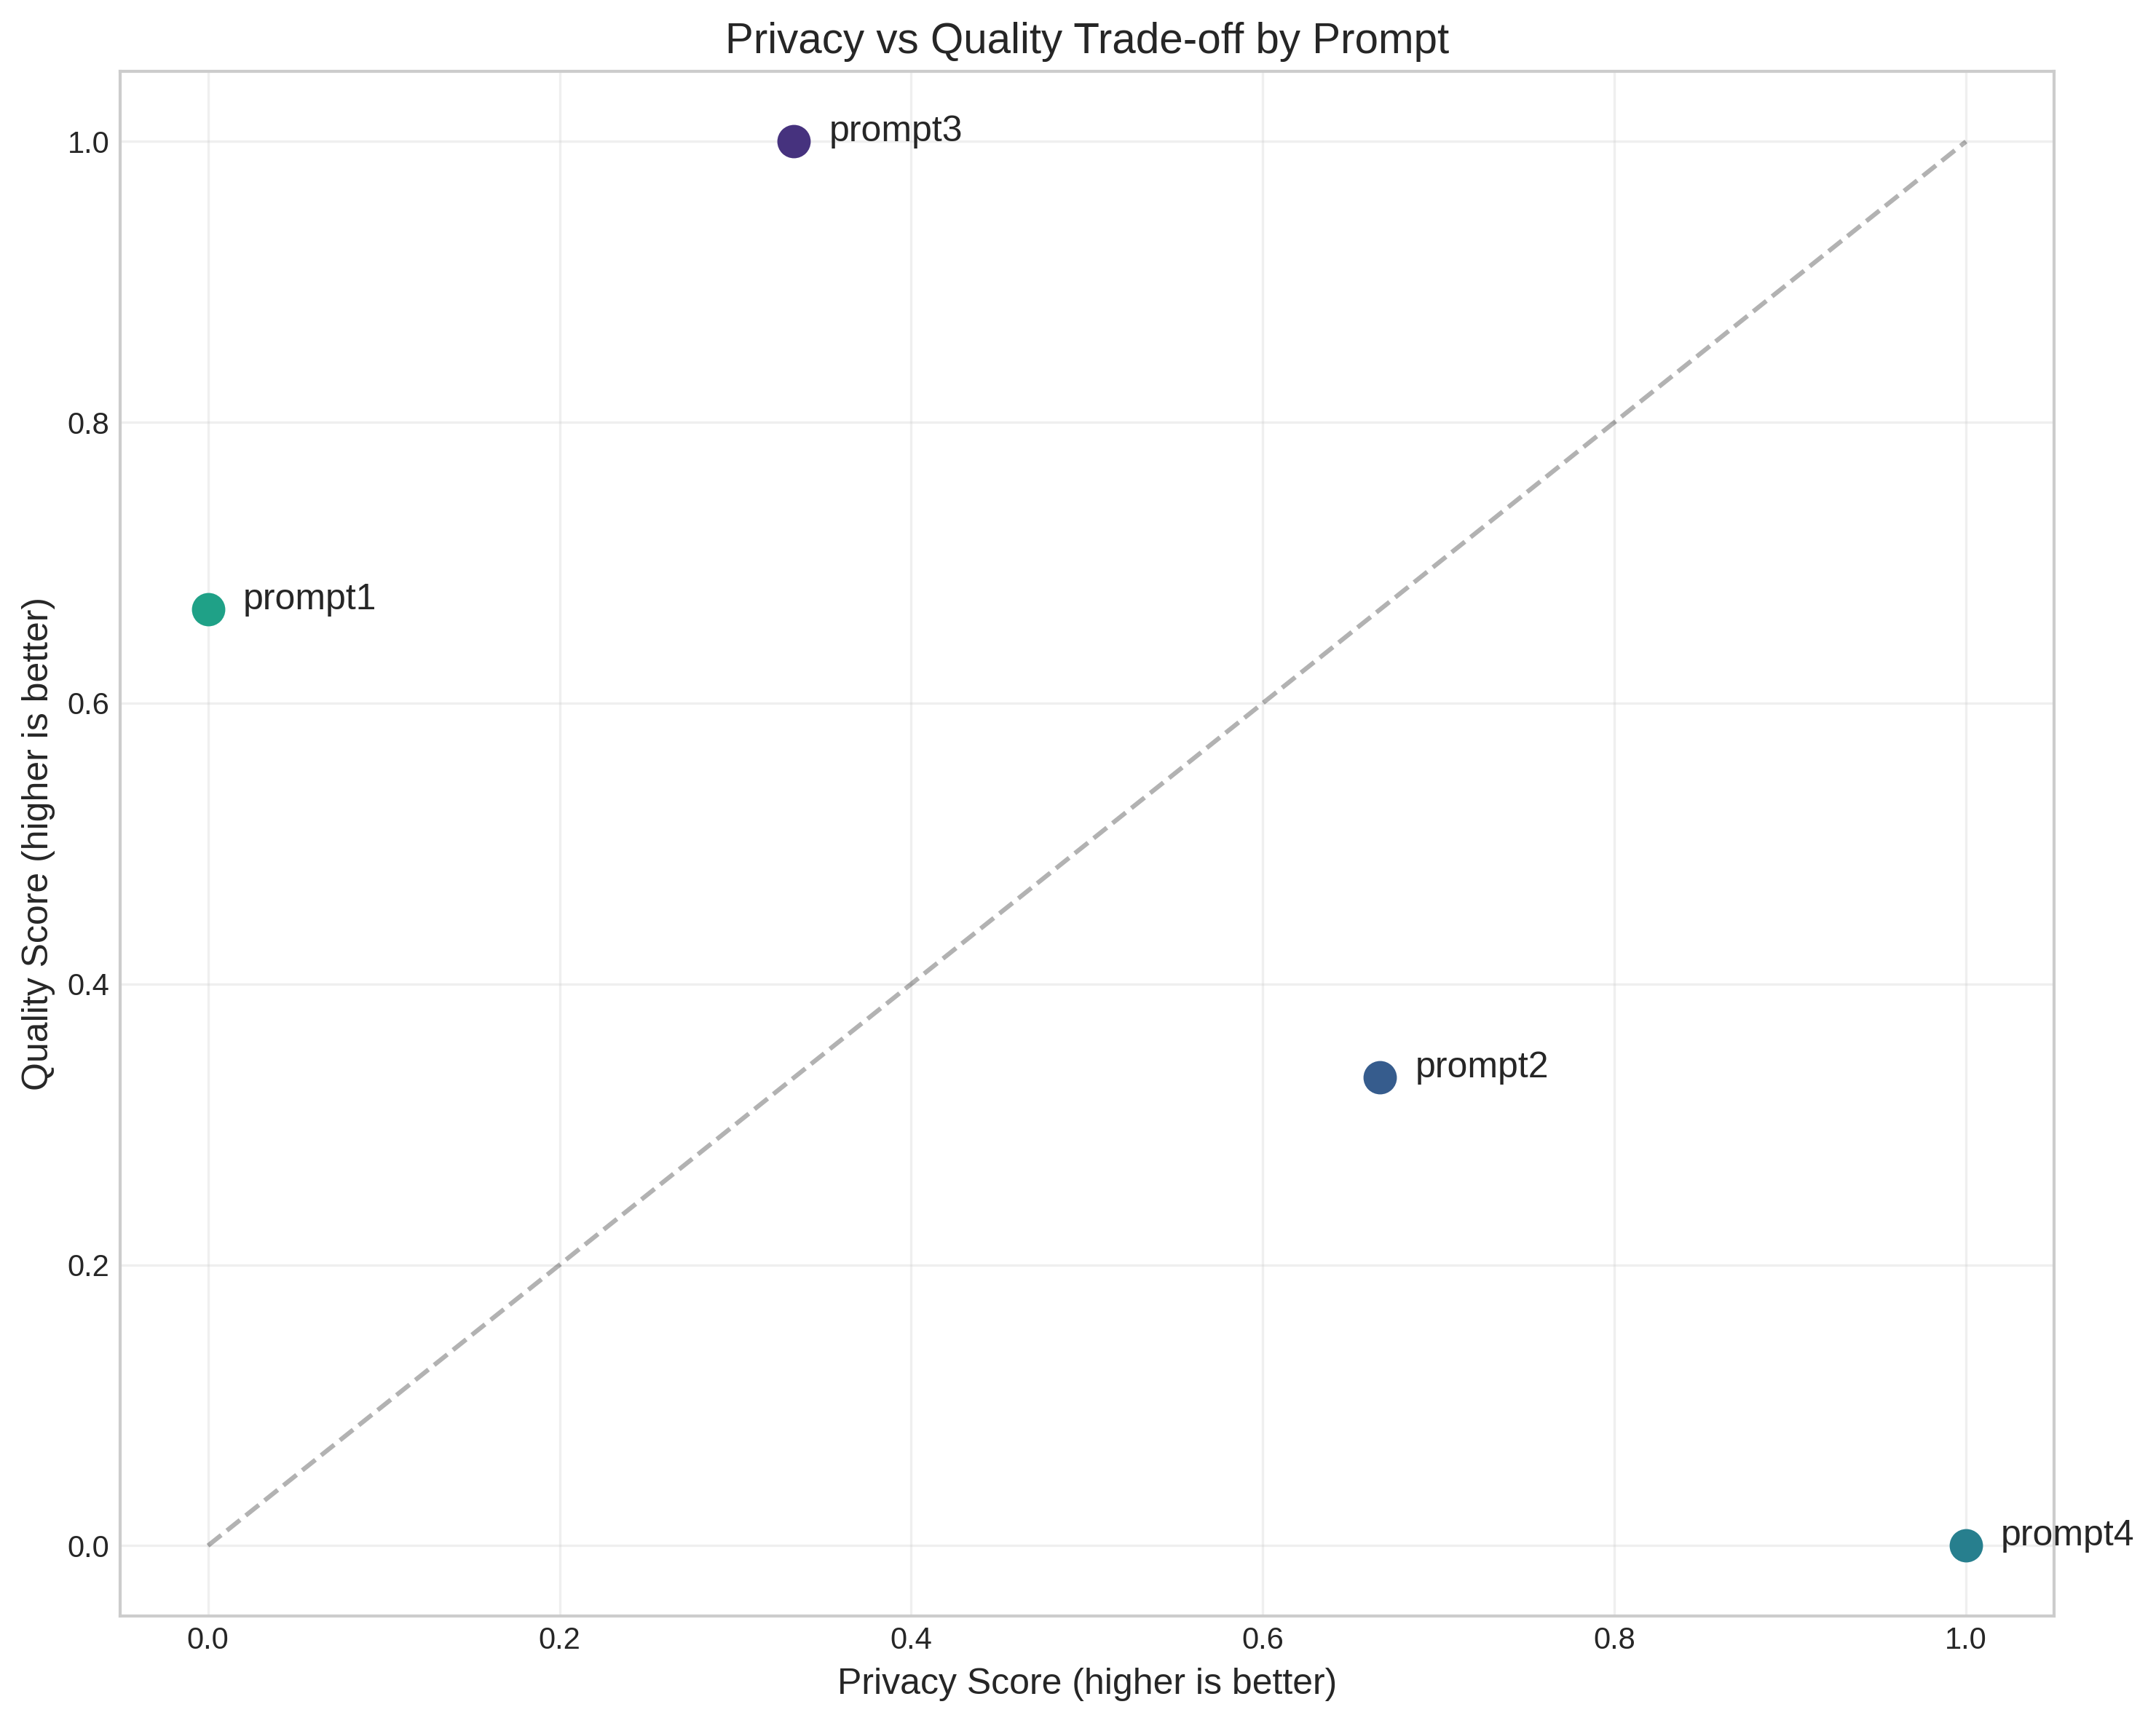 Privacy vs Quality Trade-off by Prompt
Quality Score (higher is better)
1.0
0.8
0.6
0.4
0.2
0.0
prompt3
prompt1
prompt2
prompt4
0.0 0.2 0.4 0.6 0.8 1.0
Privacy Score (higher is better)